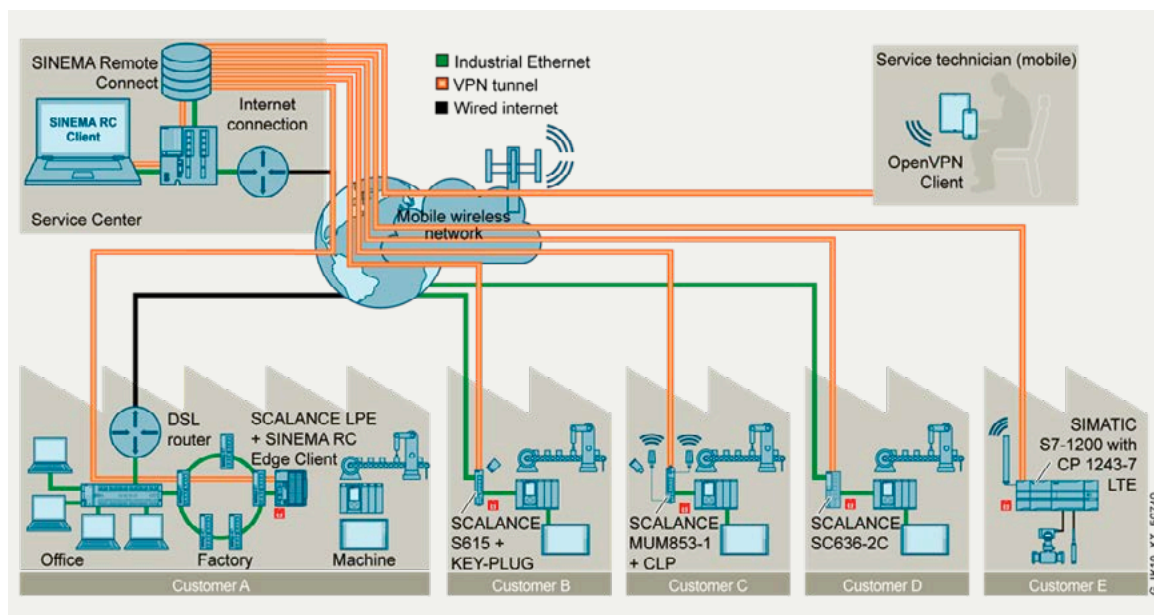 SINEMA Remote
Connect
Internet
connection
SINEMA RC
Client
Service Center
Industrial Ethernet
VPN tunnel
Wired internet
Service technician (mobile)
OpenVPN
Client
Mobile wireless
network
DSL
router
SCALANCE LPE
+ SINEMA RC
Edge Client
Office
Factory
Machine
Customer A
SCALANCE
S615 +
KEY-PLUG
Customer B
SCALANCE
MUM853-1
+ CLP
Customer C
SCALANCE
SC636-2C
Customer D
SIMATIC
S7-1200 with
CP 1243-7
LTE
Customer E